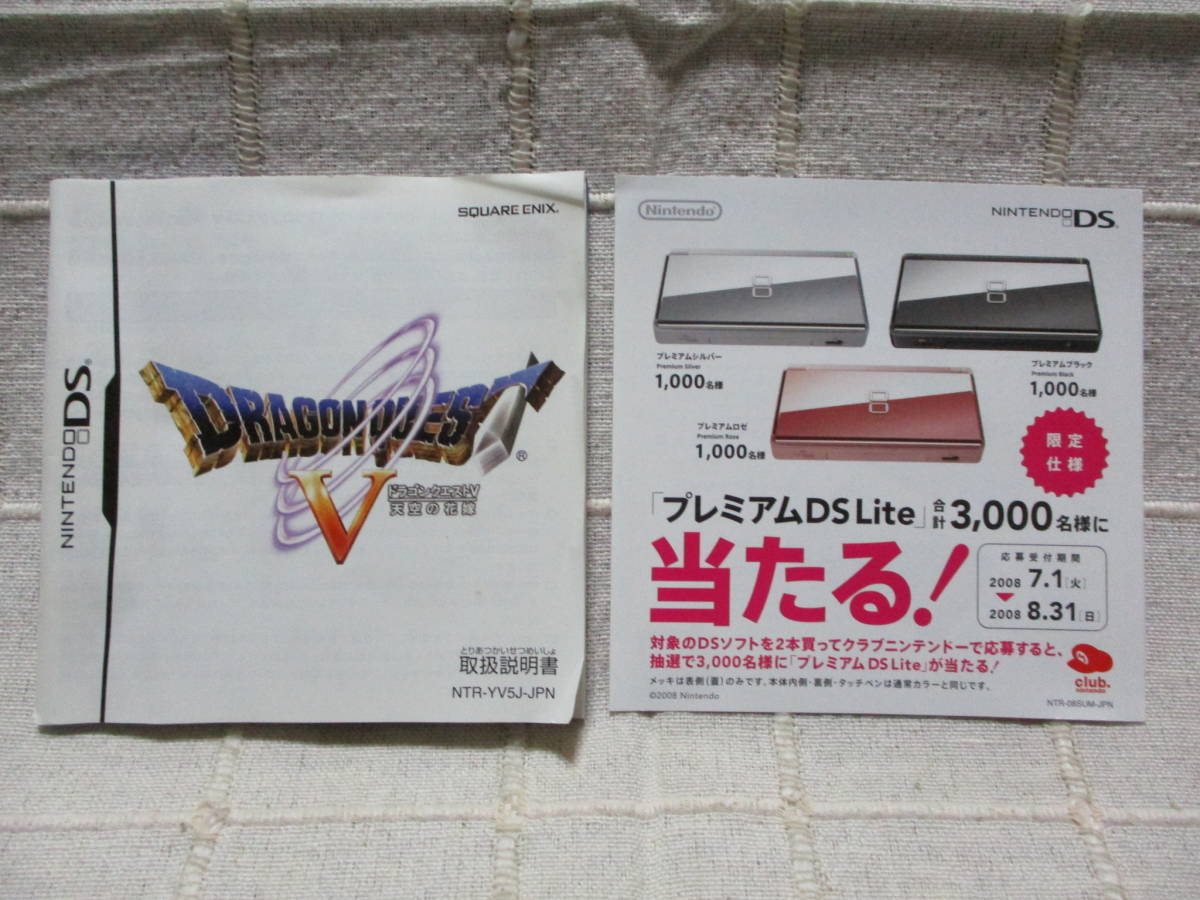 SQUARE ENIX®
NINTENDO DS®
DRAGON QUEST®
V
ドラゴンクエストV
天空の花嫁
とりあつかいせつめいしょ
取扱説明書
NTR-YV5J-JPN
Nintendo®
NINTENDO DS®
プレミアムシルバー
Premium Silver
1,000名様
プレミアムブラック
Premium Black
1,000名様
プレミアムロゼ
Premium Rose
1,000名様
限定
仕様
「プレミアムDS Lite」合計3,000名様に
当たる!
応募受付期間
2008 7.1[火]
2008 8.31[日]
対象のDSソフトを2本買ってクラブニンテンドーで応募すると、
抽選で3,000名様に「プレミアムDS Lite」が当たる!
メッキは表側(蓋)のみです。本体内側・裏側・タッチペンは通常カラーと同じです。
©2008 Nintendo
club.
nintendo
NTR-08SUM-JPN